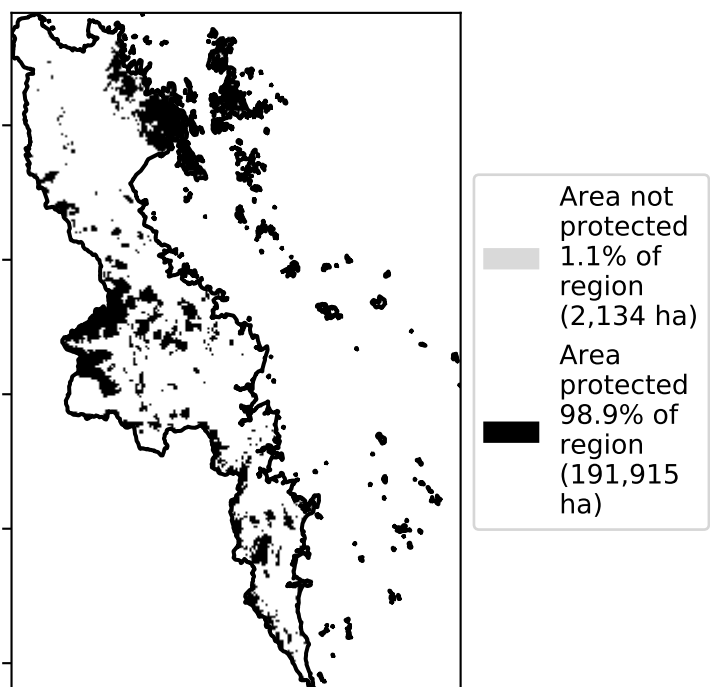 Area not
protected
1.1% of
region
(2,134 ha)
Area
protected
98.9% of
region
(191,915
ha)